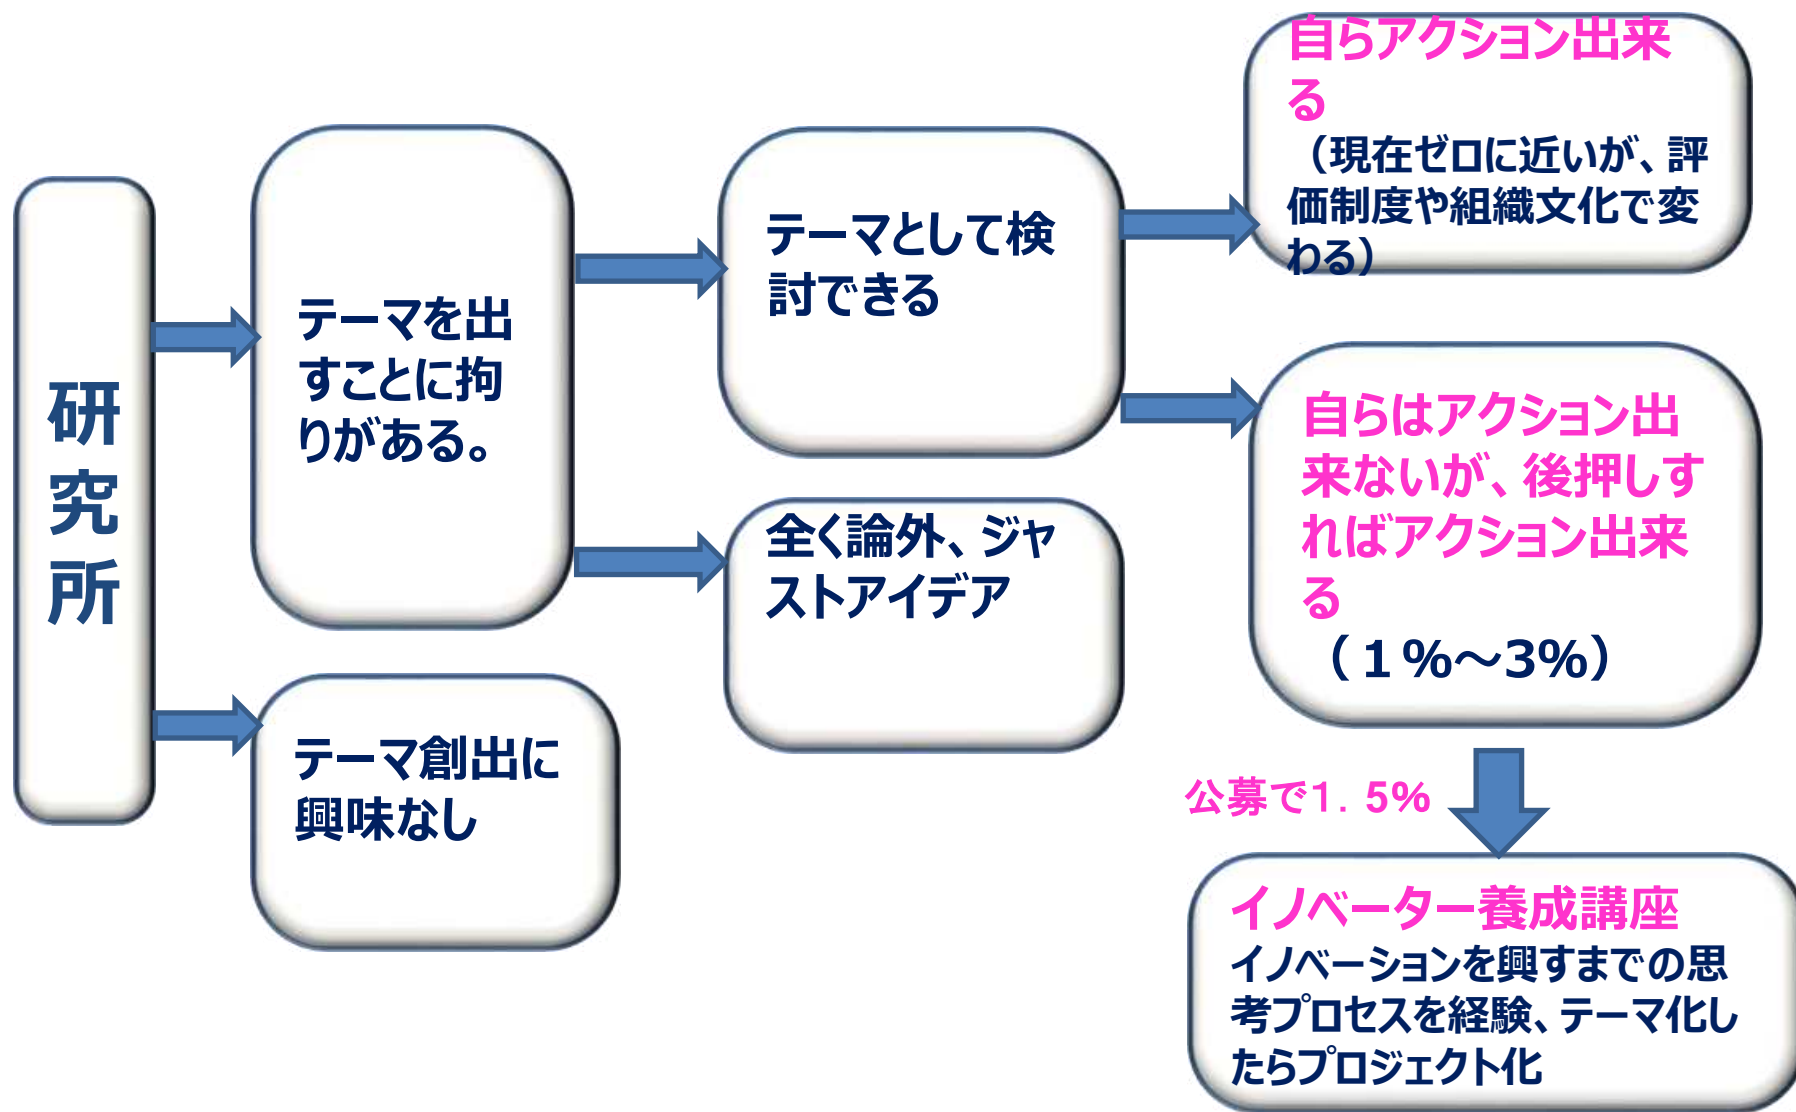 研
究
所
テーマを出
すことに拘
りがある。
テーマ創出に
興味なし
テーマとして検
討できる
全く論外、ジャ
ストアイデア
自らアクション出来
る
（現在ゼロに近いが、評
価制度や組織文化で変
わる）
自らはアクション出
来ないが、後押しす
ればアクション出来
る
（１%～3%）
公募で1．5%
イノベーター養成講座
イノベーションを興すまでの思
考プロセスを経験、テーマ化し
たらプロジェクト化